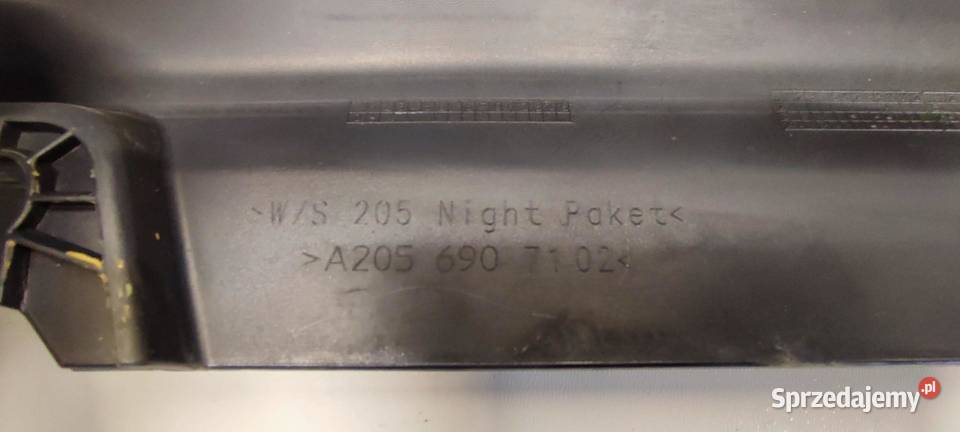 >W/S 205 Night Paket<
>A205 690 71 02<
Sprzedajemy.pl